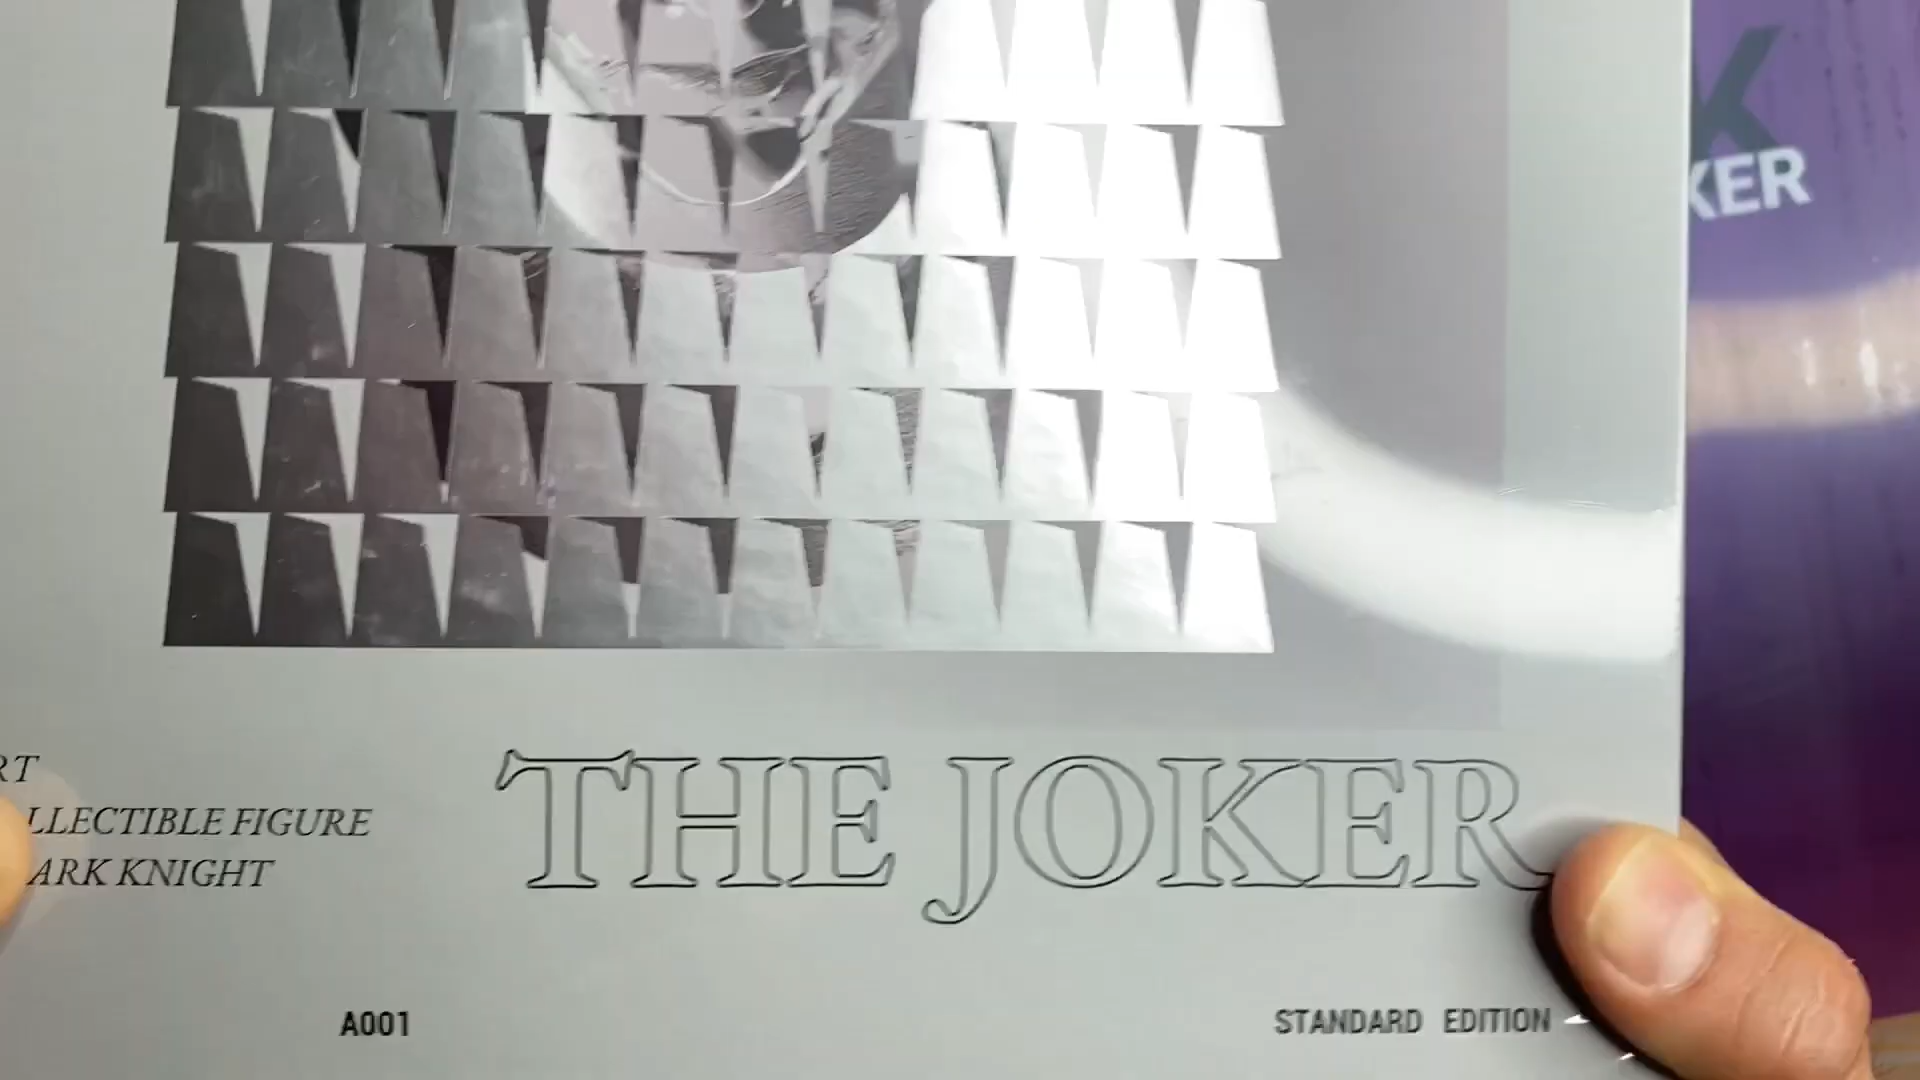 K
KER
RT
LLECTIBLE FIGURE
ARK KNIGHT
THE JOKER
A001
STANDARD EDITION